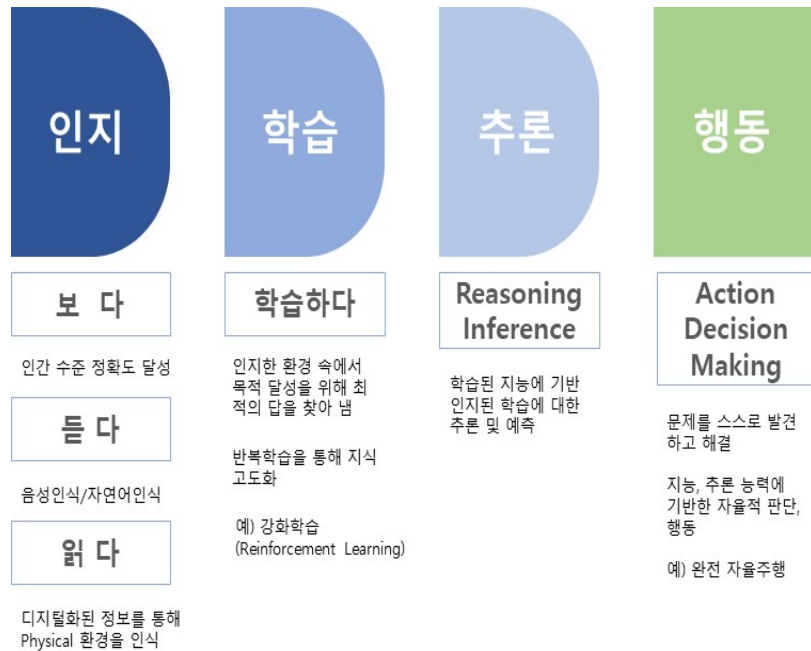 인지
보 다
인간 수준 정확도 달성
듣 다
음성인식/자연어인식
읽 다
디지털화된 정보를 통해
Physical 환경을 인식
학습
학습하다
인지한 환경 속에서
목적 달성을 위해 최
적의 답을 찾아 냄
반복학습을 통해 지식
고도화
예) 강화학습
(Reinforcement Learning)
추론
Reasoning
Inference
학습된 지능에 기반
인지된 학습에 대한
추론 및 예측
행동
Action
Decision
Making
문제를 스스로 발견
하고 해결
지능, 추론 능력에
기반한 자율적 판단,
행동
예) 완전 자율주행